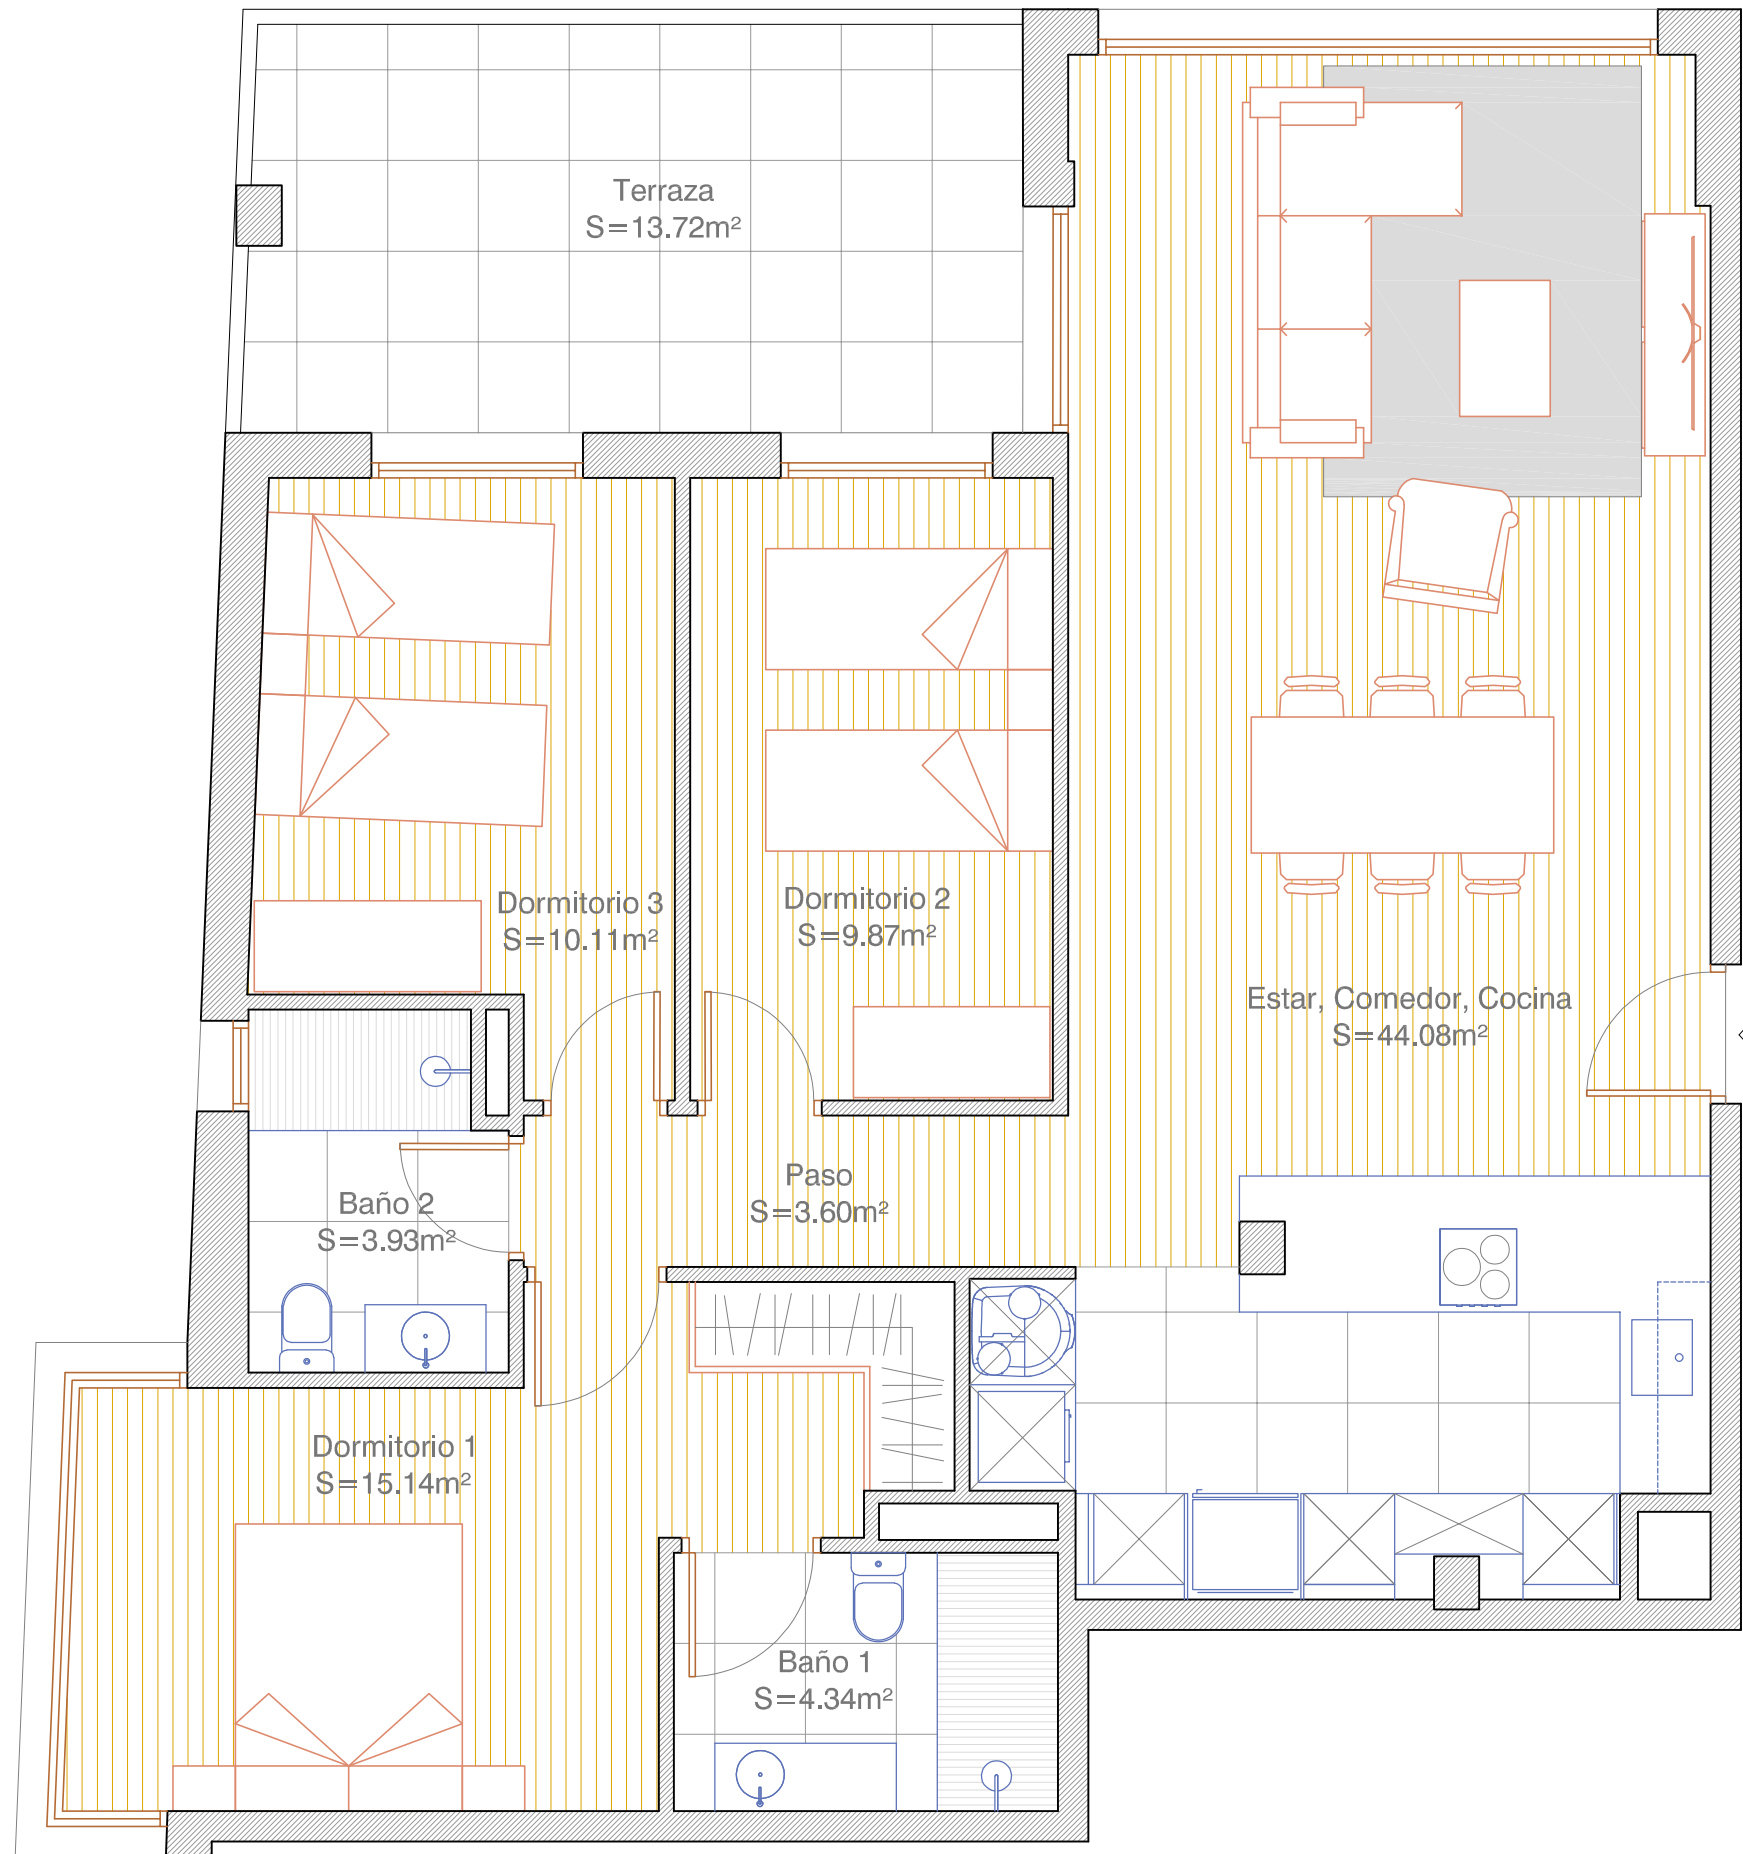 Terraza
S=13.72m²
Dormitorio 3
S=10.11m²
Dormitorio 2
S=9.87m²
Estar, Comedor, Cocina
S=44.08m²
Paso
S=3.60m²
Baño 2
S=3.93m²
Dormitorio 1
S=15.14m²
Baño 1
S=4.34m²